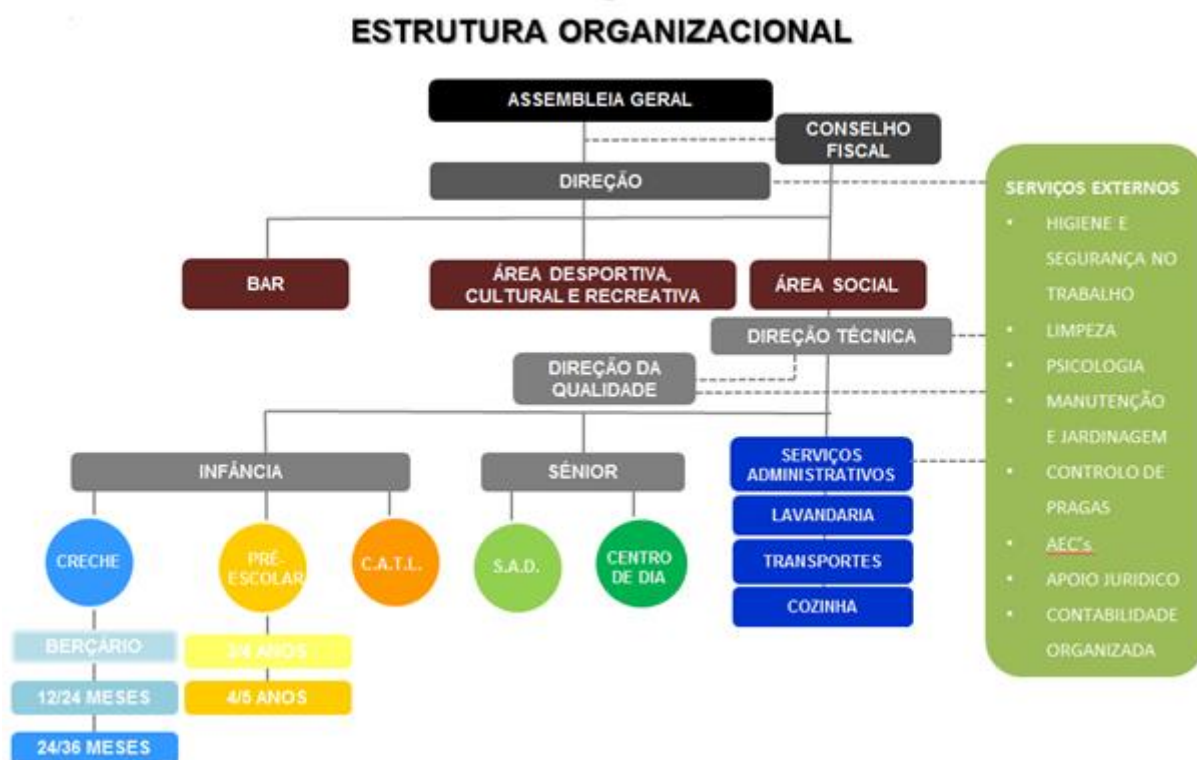 ESTRUTURA ORGANIZACIONAL
ASSEMBLEIA GERAL
CONSELHO
FISCAL
DIREÇÃO
BAR
ÁREA DESPORTIVA,
CULTURAL E RECREATIVA
ÁREA SOCIAL
DIREÇÃO TÉCNICA
DIREÇÃO DA
QUALIDADE
INFÂNCIA
SÉNIOR
SERVIÇOS
ADMINISTRATIVOS
LAVANDARIA
TRANSPORTES
COZINHA
CRECHE
PRÉ-
ESCOLAR
C.A.T.L.
S.A.D.
CENTRO
DE DIA
BERÇÁRIO
12/24 MESES
24/36 MESES
3/4 ANOS
4/5 ANOS
SERVIÇOS EXTERNOS
• HIGIENE E
SEGURANÇA NO
TRABALHO
• LIMPEZA
• PSICOLOGIA
• MANUTENÇÃO
E JARDINAGEM
• CONTROLO DE
PRAGAS
• AEC's
• APOIO JURIDICO
• CONTABILIDADE
ORGANIZADA